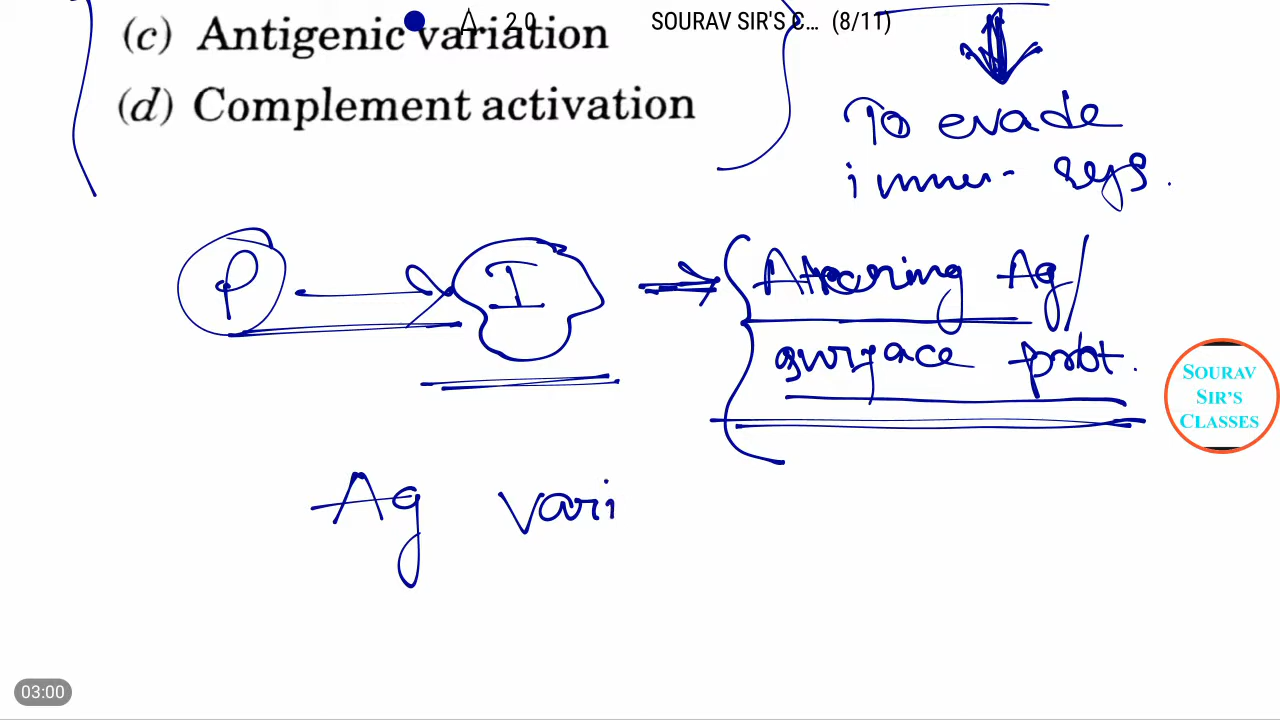 20 SOURAV SIR'S C... (8/11)
(c) Antigenic variation
(d) Complement activation
To evade
immu- sys.
P
I
Ag/
surface prot.
Ag vari
SOURAV
SIR'S
CLASSES
03:00